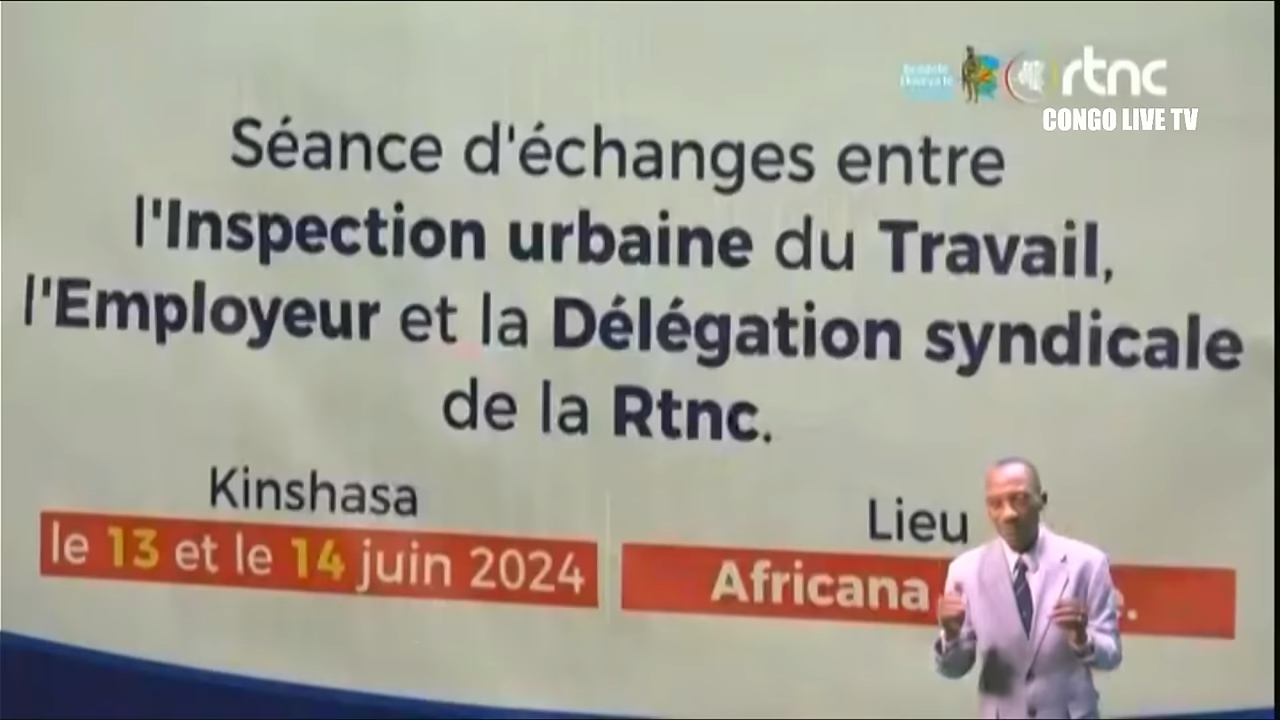 rtnc
CONGO LIVE TV
Séance d'échanges entre
l'Inspection urbaine du Travail,
l'Employeur et la Délégation syndicale
de la Rtnc.
Kinshasa
le 13 et le 14 juin 2024
Lieu
Africana